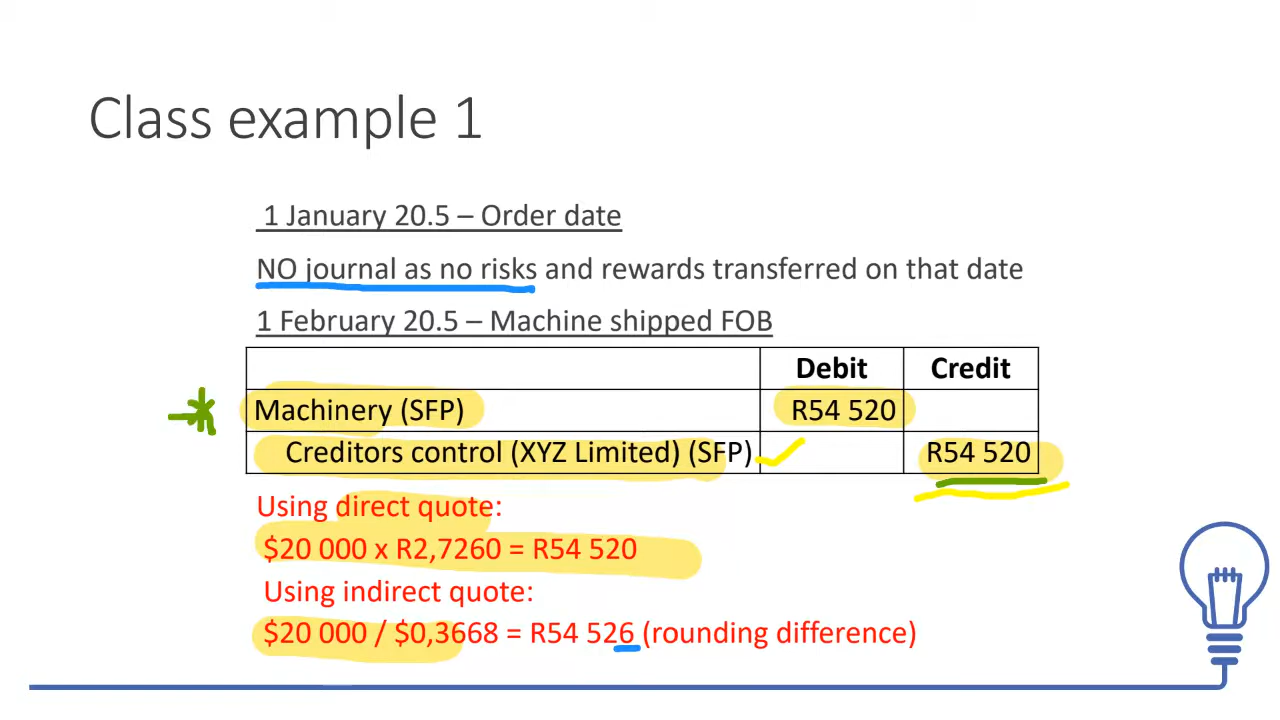 Class example 1
1 January 20.5 – Order date
NO journal as no risks and rewards transferred on that date
1 February 20.5 – Machine shipped FOB
Debit Credit
Machinery (SFP) R54 520
Creditors control (XYZ Limited) (SFP) R54 520
Using direct quote:
$20 000 x R2,7260 = R54 520
Using indirect quote:
$20 000 / $0,3668 = R54 526 (rounding difference)